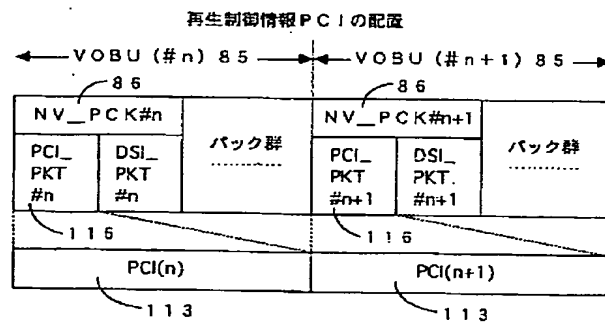 再生制御情報PCIの配置
VOBU(#n)85 VOBU(#n+1)85
86 86
NV_PCK#n パック群 NV_PCK#n+1 パック群
PCI_ DSI_ PCI_ DSI_
PKT PKT PKT PKT.
#n #n #n+1 #n+1
116 116
PCI(n) PCI(n+1)
113 113